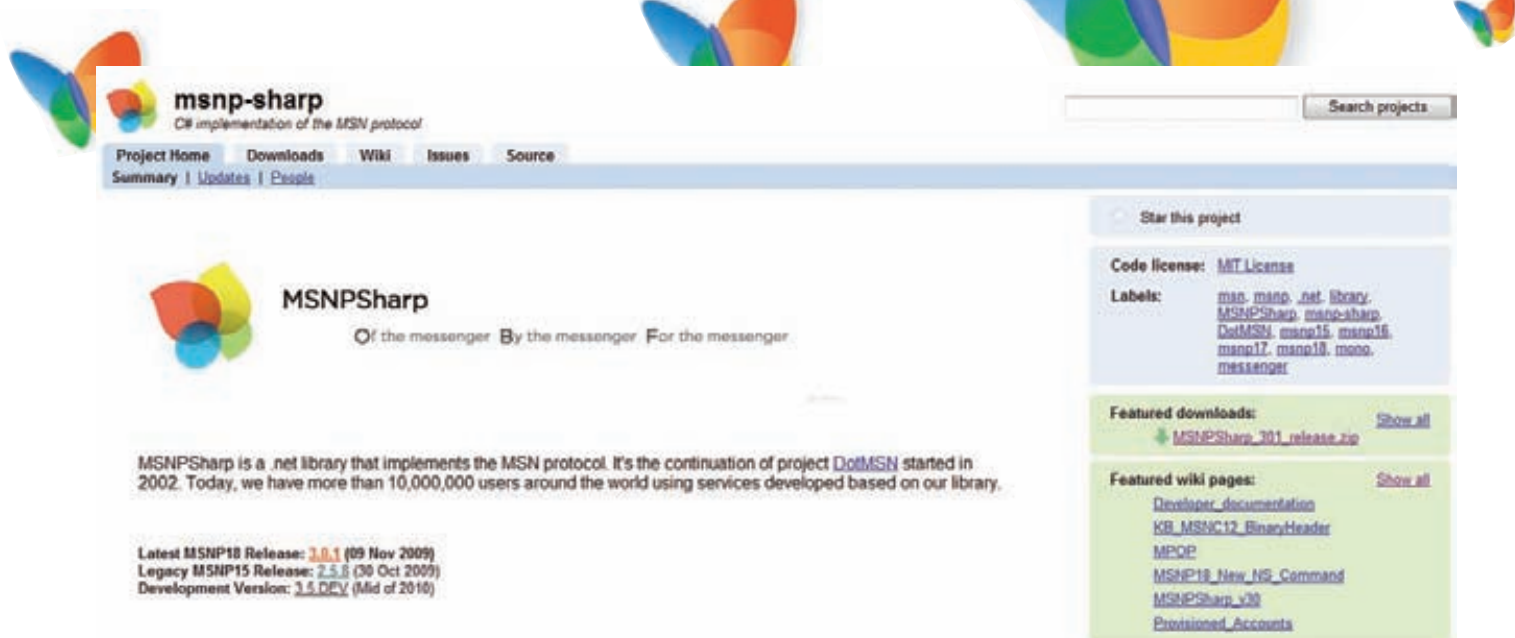 msnp-sharp
C# implementation of the MSN protocol
Search projects
Project Home Downloads Wiki Issues Source
Summary | Updates | People
Star this project
Code license: MIT License
Labels: msn, msnp, .net, library,
MSNPSharp, msnp-sharp,
DotMSN, msnp15, msnp16,
msnp17, msnp18, mono,
messenger
MSNPSharp
Of the messenger By the messenger For the messenger
Featured downloads: Show all
MSNPSharp_301_release.zip
MSNPSharp is a .net library that implements the MSN protocol. It's the continuation of project DotMSN started in
2002. Today, we have more than 10,000,000 users around the world using services developed based on our library.
Featured wiki pages: Show all
Developer_documentation
KB_MSNC12_BinaryHeader
MPOP
MSNP18_New_NS_Command
MSNPSharp_v30
Provisioned_Accounts
Latest MSNP18 Release: 3.0.1 (09 Nov 2009)
Legacy MSNP15 Release: 2.5.8 (30 Oct 2009)
Development Version: 3.5.DEV (Mid of 2010)